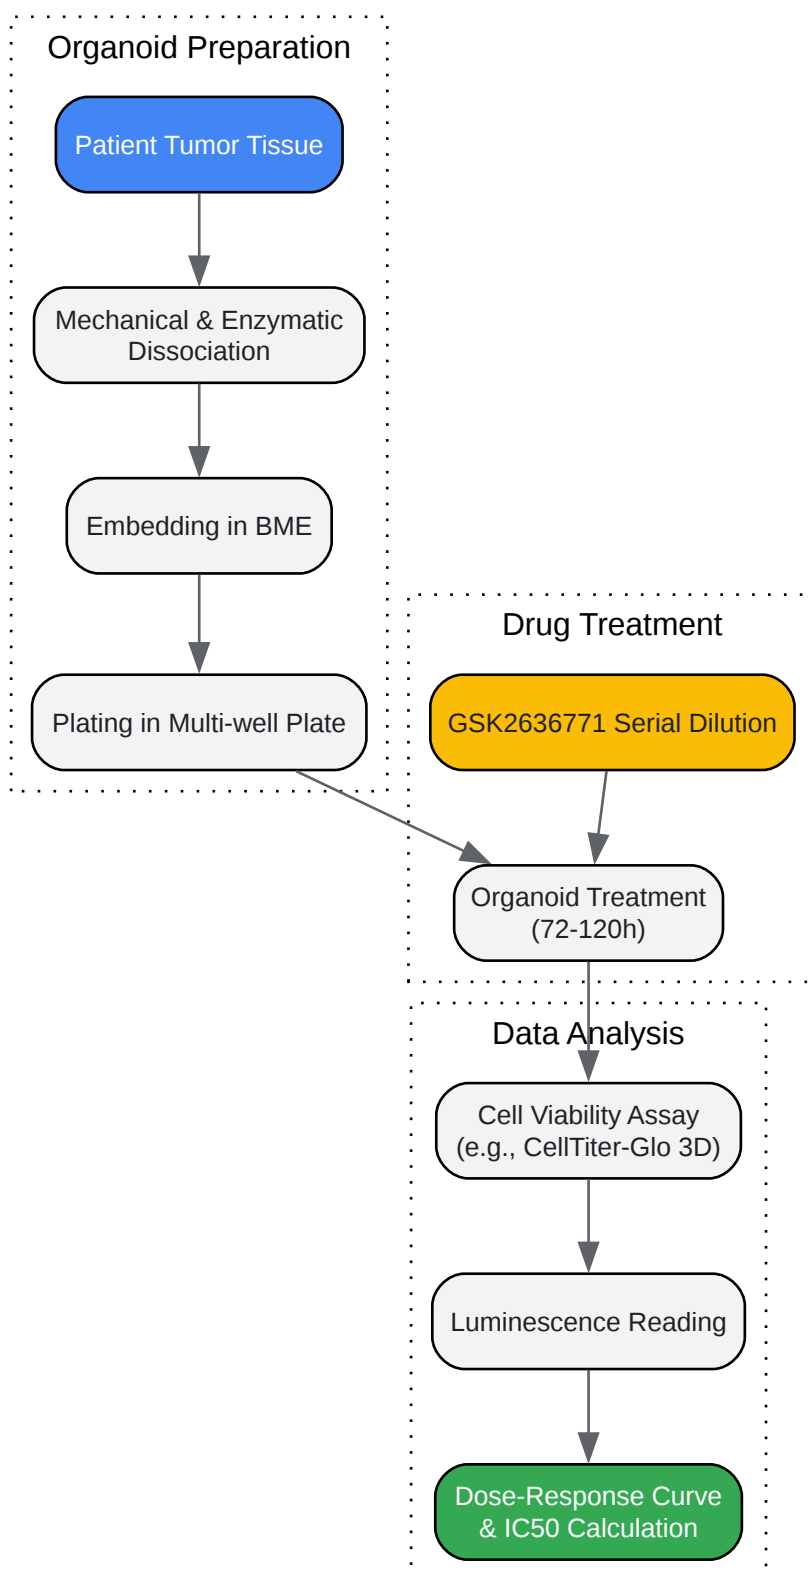 Organoid Preparation
Patient Tumor Tissue
Mechanical & Enzymatic
Dissociation
Embedding in BME
Plating in Multi-well Plate
Drug Treatment
GSK2636771 Serial Dilution
Organoid Treatment
(72-120h)
Data Analysis
Cell Viability Assay
(e.g., CellTiter-Glo 3D)
Luminescence Reading
Dose-Response Curve
& IC50 Calculation